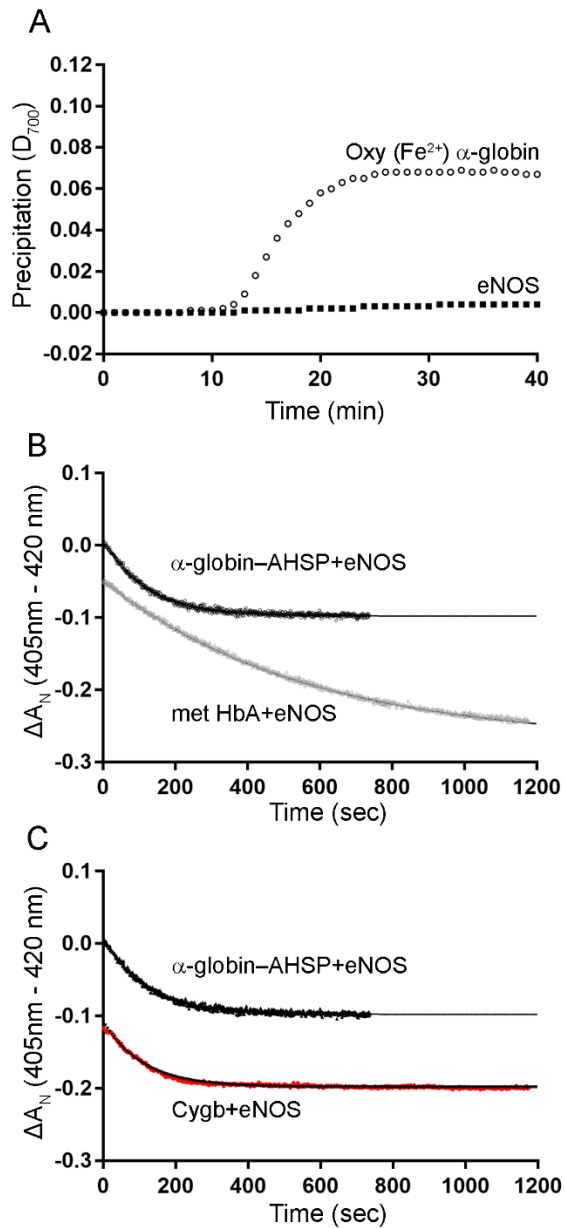 A
0.12
0.10
0.08
0.06
0.04
0.02
0.00
-0.02
Precipitation (D₇₀₀)
Oxy (Fe²⁺) α-globin
eNOS
0 10 20 30 40
Time (min)
B
0.1
0.0
-0.1
-0.2
-0.3
ΔA_N (405nm - 420 nm)
α-globin–AHSP+eNOS
met HbA+eNOS
0 200 400 600 800 1000 1200
Time (sec)
C
0.1
0.0
-0.1
-0.2
-0.3
ΔA_N (405nm - 420 nm)
α-globin–AHSP+eNOS
Cygb+eNOS
0 200 400 600 800 1000 1200
Time (sec)